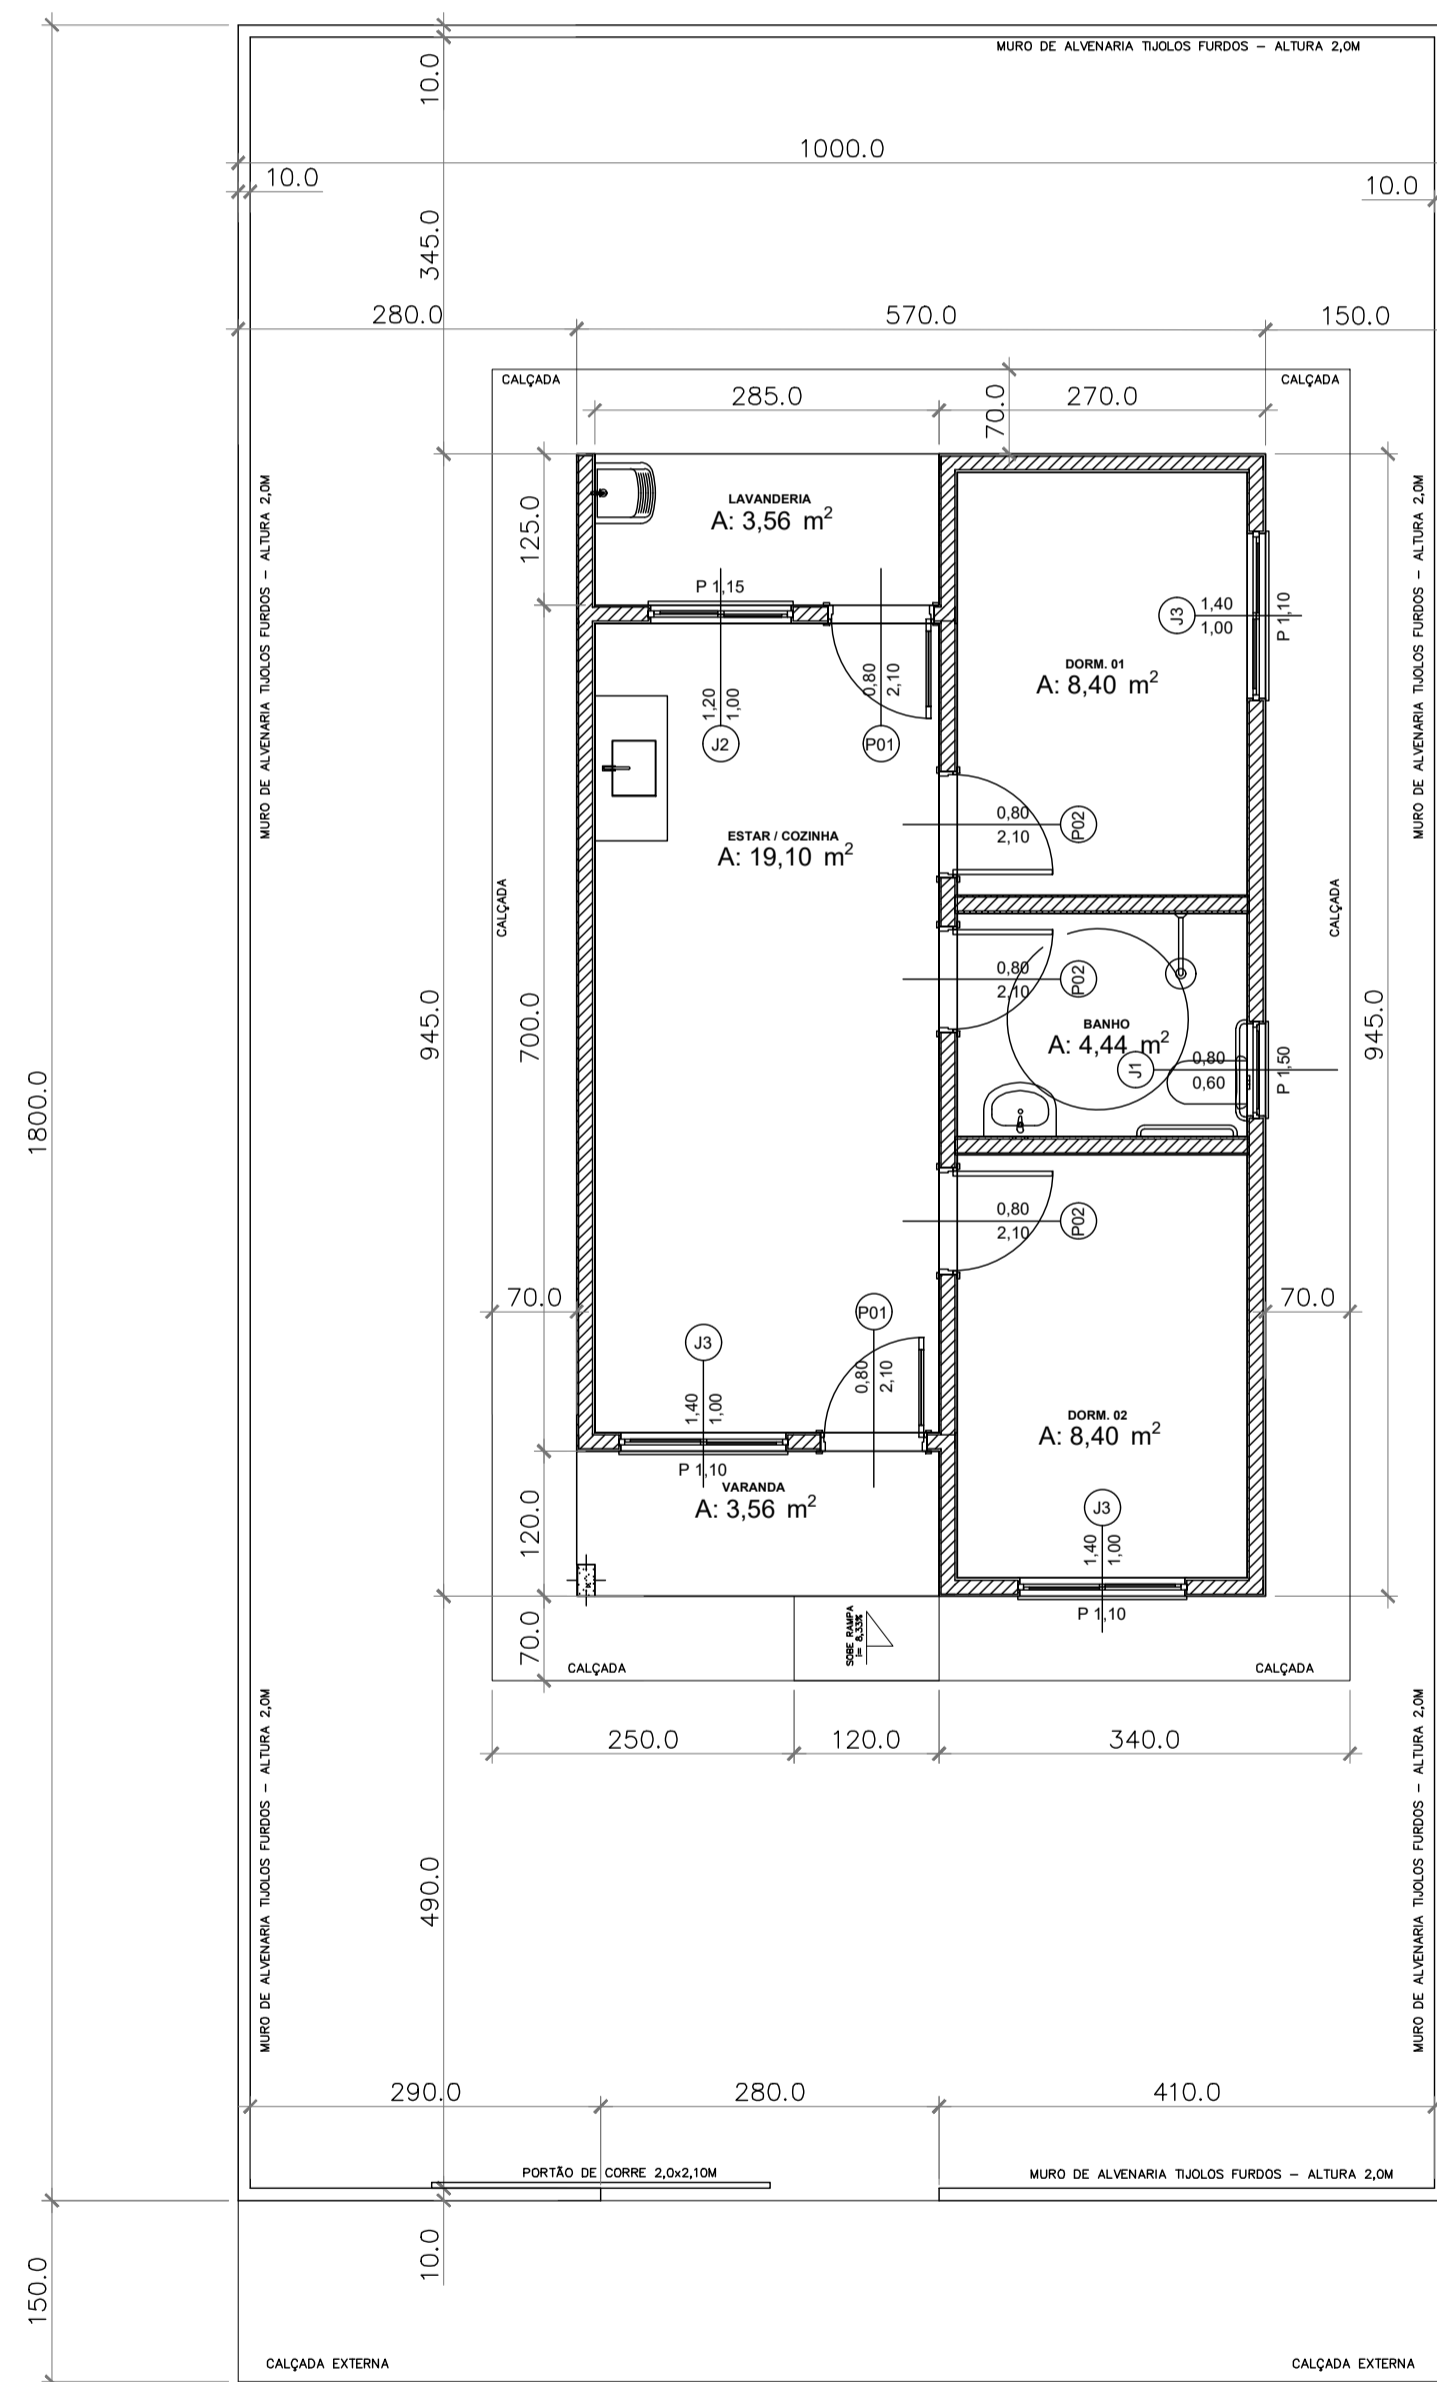 MURO DE ALVENARIA TIJOLOS FURDOS - ALTURA 2,0M
10.0
1000.0
10.0
10.0
345.0
280.0
570.0
150.0
CALÇADA
CALÇADA
285.0
70.0
270.0
MURO DE ALVENARIA TIJOLOS FURDOS - ALTURA 2,0M
125.0
LAVANDERIA
A: 3,56 m²
MURO DE ALVENARIA TIJOLOS FURDOS - ALTURA 2,0M
P 1,15
J3
1,40
1,00
P 1,10
DORM. 01
A: 8,40 m²
1,20
1,00
J2
0,80
2,10
P01
0,80
2,10
P02
ESTAR / COZINHA
A: 19,10 m²
CALÇADA
CALÇADA
0,80
2,10
P02
945.0
700.0
BANHO
A: 4,44 m²
J1
0,80
0,60
P 1,50
945.0
1800.0
0,80
2,10
P02
70.0
70.0
P01
0,80
2,10
J3
1,40
1,00
DORM. 02
A: 8,40 m²
P 1,10
VARANDA
A: 3,56 m²
120.0
J3
1,40
1,00
P 1,10
SOBE RAMPA
i= 8,33%
70.0
CALÇADA
CALÇADA
250.0
120.0
340.0
MURO DE ALVENARIA TIJOLOS FURDOS - ALTURA 2,0M
MURO DE ALVENARIA TIJOLOS FURDOS - ALTURA 2,0M
490.0
290.0
280.0
410.0
PORTÃO DE CORRE 2,0x2,10M
MURO DE ALVENARIA TIJOLOS FURDOS - ALTURA 2,0M
10.0
150.0
CALÇADA EXTERNA
CALÇADA EXTERNA